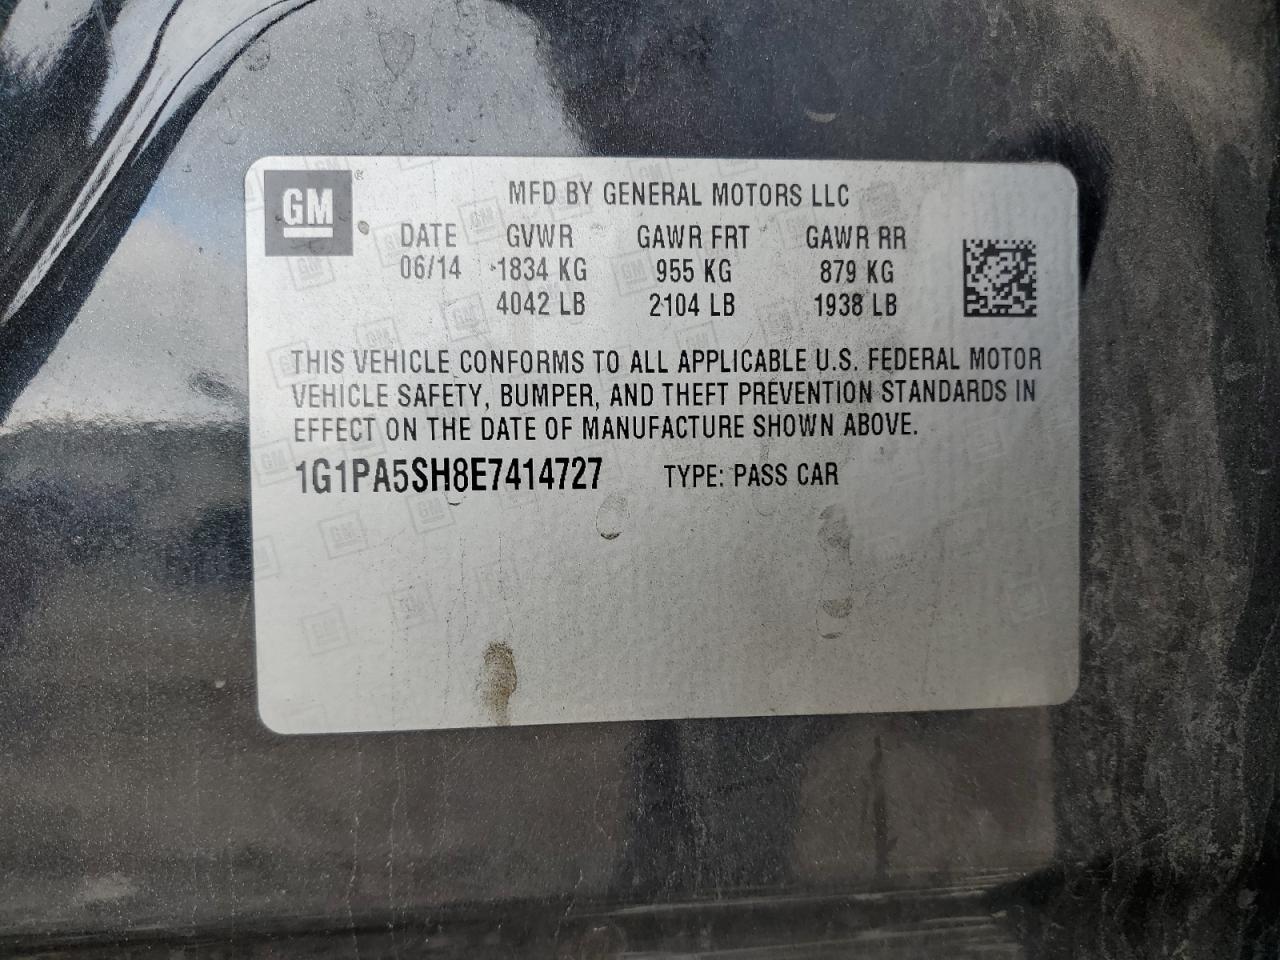 GM ®
MFD BY GENERAL MOTORS LLC
DATE GVWR GAWR FRT GAWR RR
06/14 1834 KG 955 KG 879 KG
4042 LB 2104 LB 1938 LB
THIS VEHICLE CONFORMS TO ALL APPLICABLE U.S. FEDERAL MOTOR
VEHICLE SAFETY, BUMPER, AND THEFT PREVENTION STANDARDS IN
EFFECT ON THE DATE OF MANUFACTURE SHOWN ABOVE.
1G1PA5SH8E7414727 TYPE: PASS CAR